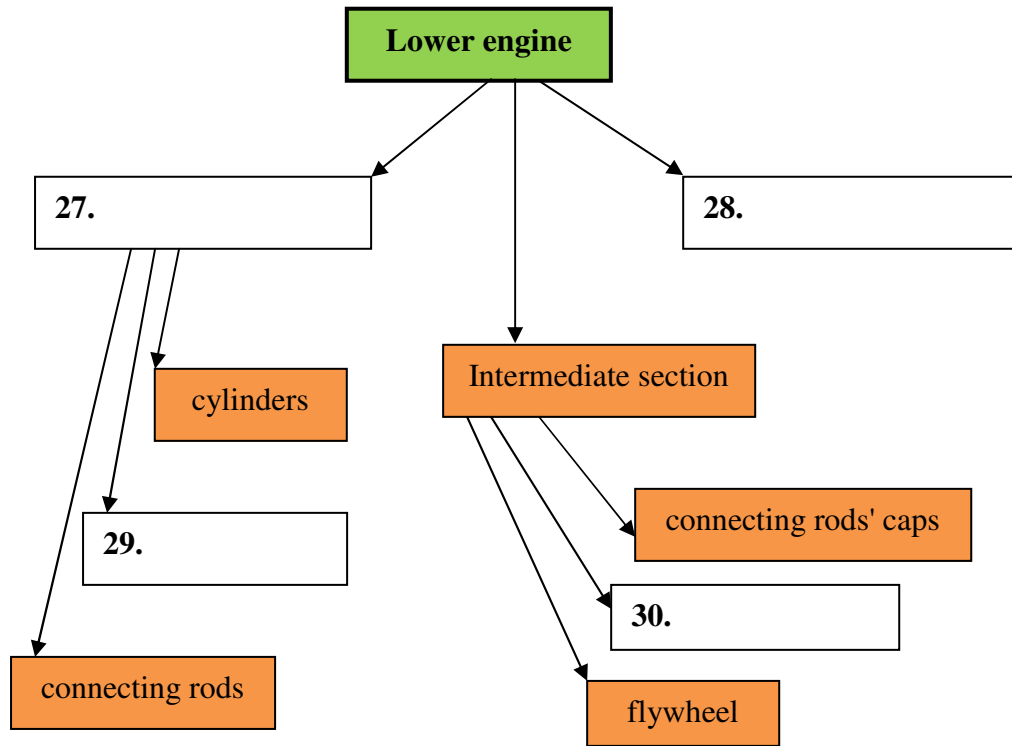 Lower engine
27.
28.
Intermediate section
cylinders
connecting rods' caps
29.
30.
connecting rods
flywheel